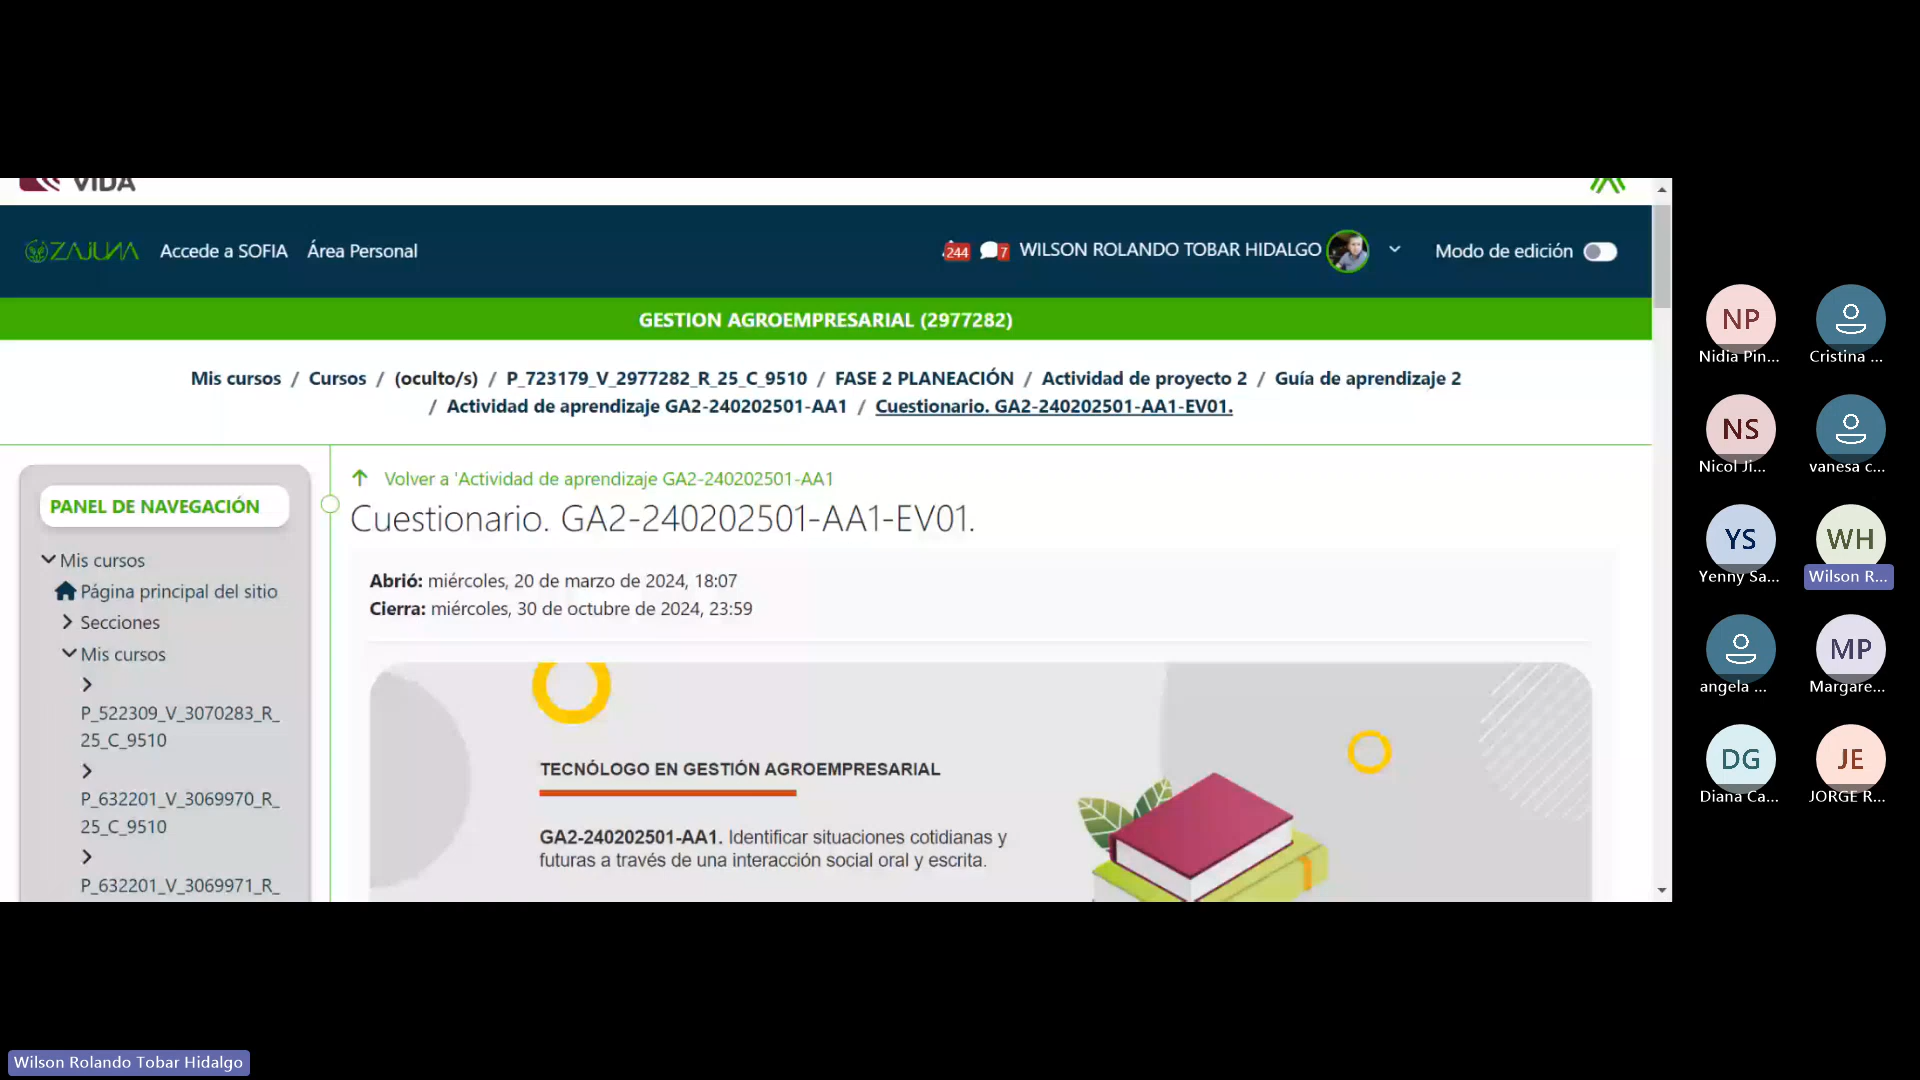 VIDA
ZAJUNA Accede a SOFIA Área Personal 244 7 WILSON ROLANDO TOBAR HIDALGO Modo de edición
GESTION AGROEMPRESARIAL (2977282)
Mis cursos / Cursos / (oculto/s) / P_723179_V_2977282_R_25_C_9510 / FASE 2 PLANEACIÓN / Actividad de proyecto 2 / Guía de aprendizaje 2
/ Actividad de aprendizaje GA2-240202501-AA1 / Cuestionario. GA2-240202501-AA1-EV01.
PANEL DE NAVEGACIÓN
Mis cursos
Página principal del sitio
Secciones
Mis cursos
P_522309_V_3070283_R_
25_C_9510
P_632201_V_3069970_R_
25_C_9510
P_632201_V_3069971_R_
Volver a 'Actividad de aprendizaje GA2-240202501-AA1
Cuestionario. GA2-240202501-AA1-EV01.
Abrió: miércoles, 20 de marzo de 2024, 18:07
Cierra: miércoles, 30 de octubre de 2024, 23:59
TECNÓLOGO EN GESTIÓN AGROEMPRESARIAL
GA2-240202501-AA1. Identificar situaciones cotidianas y
futuras a través de una interacción social oral y escrita.
NP
Nidia Pin... Cristina ...
NS
Nicol Ji... vanesa c...
YS WH
Yenny Sa... Wilson R...
MP
angela ... Margare...
DG JE
Diana Ca... JORGE R...
Wilson Rolando Tobar Hidalgo